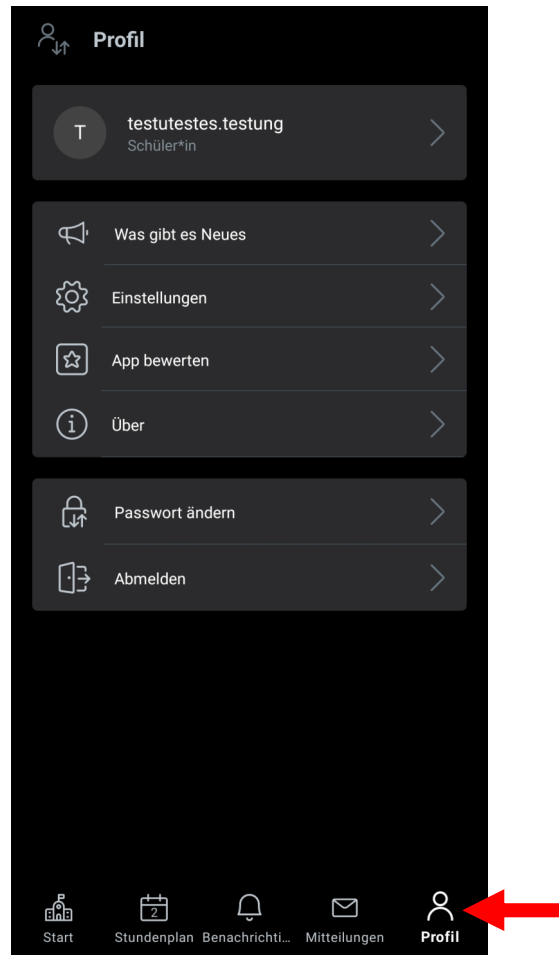 Profil
T
testutestes.testung
Schüler*in
Was gibt es Neues
Einstellungen
App bewerten
i
Über
Passwort ändern
Abmelden
2
Start
Stundenplan
Benachrichti...
Mitteilungen
Profil